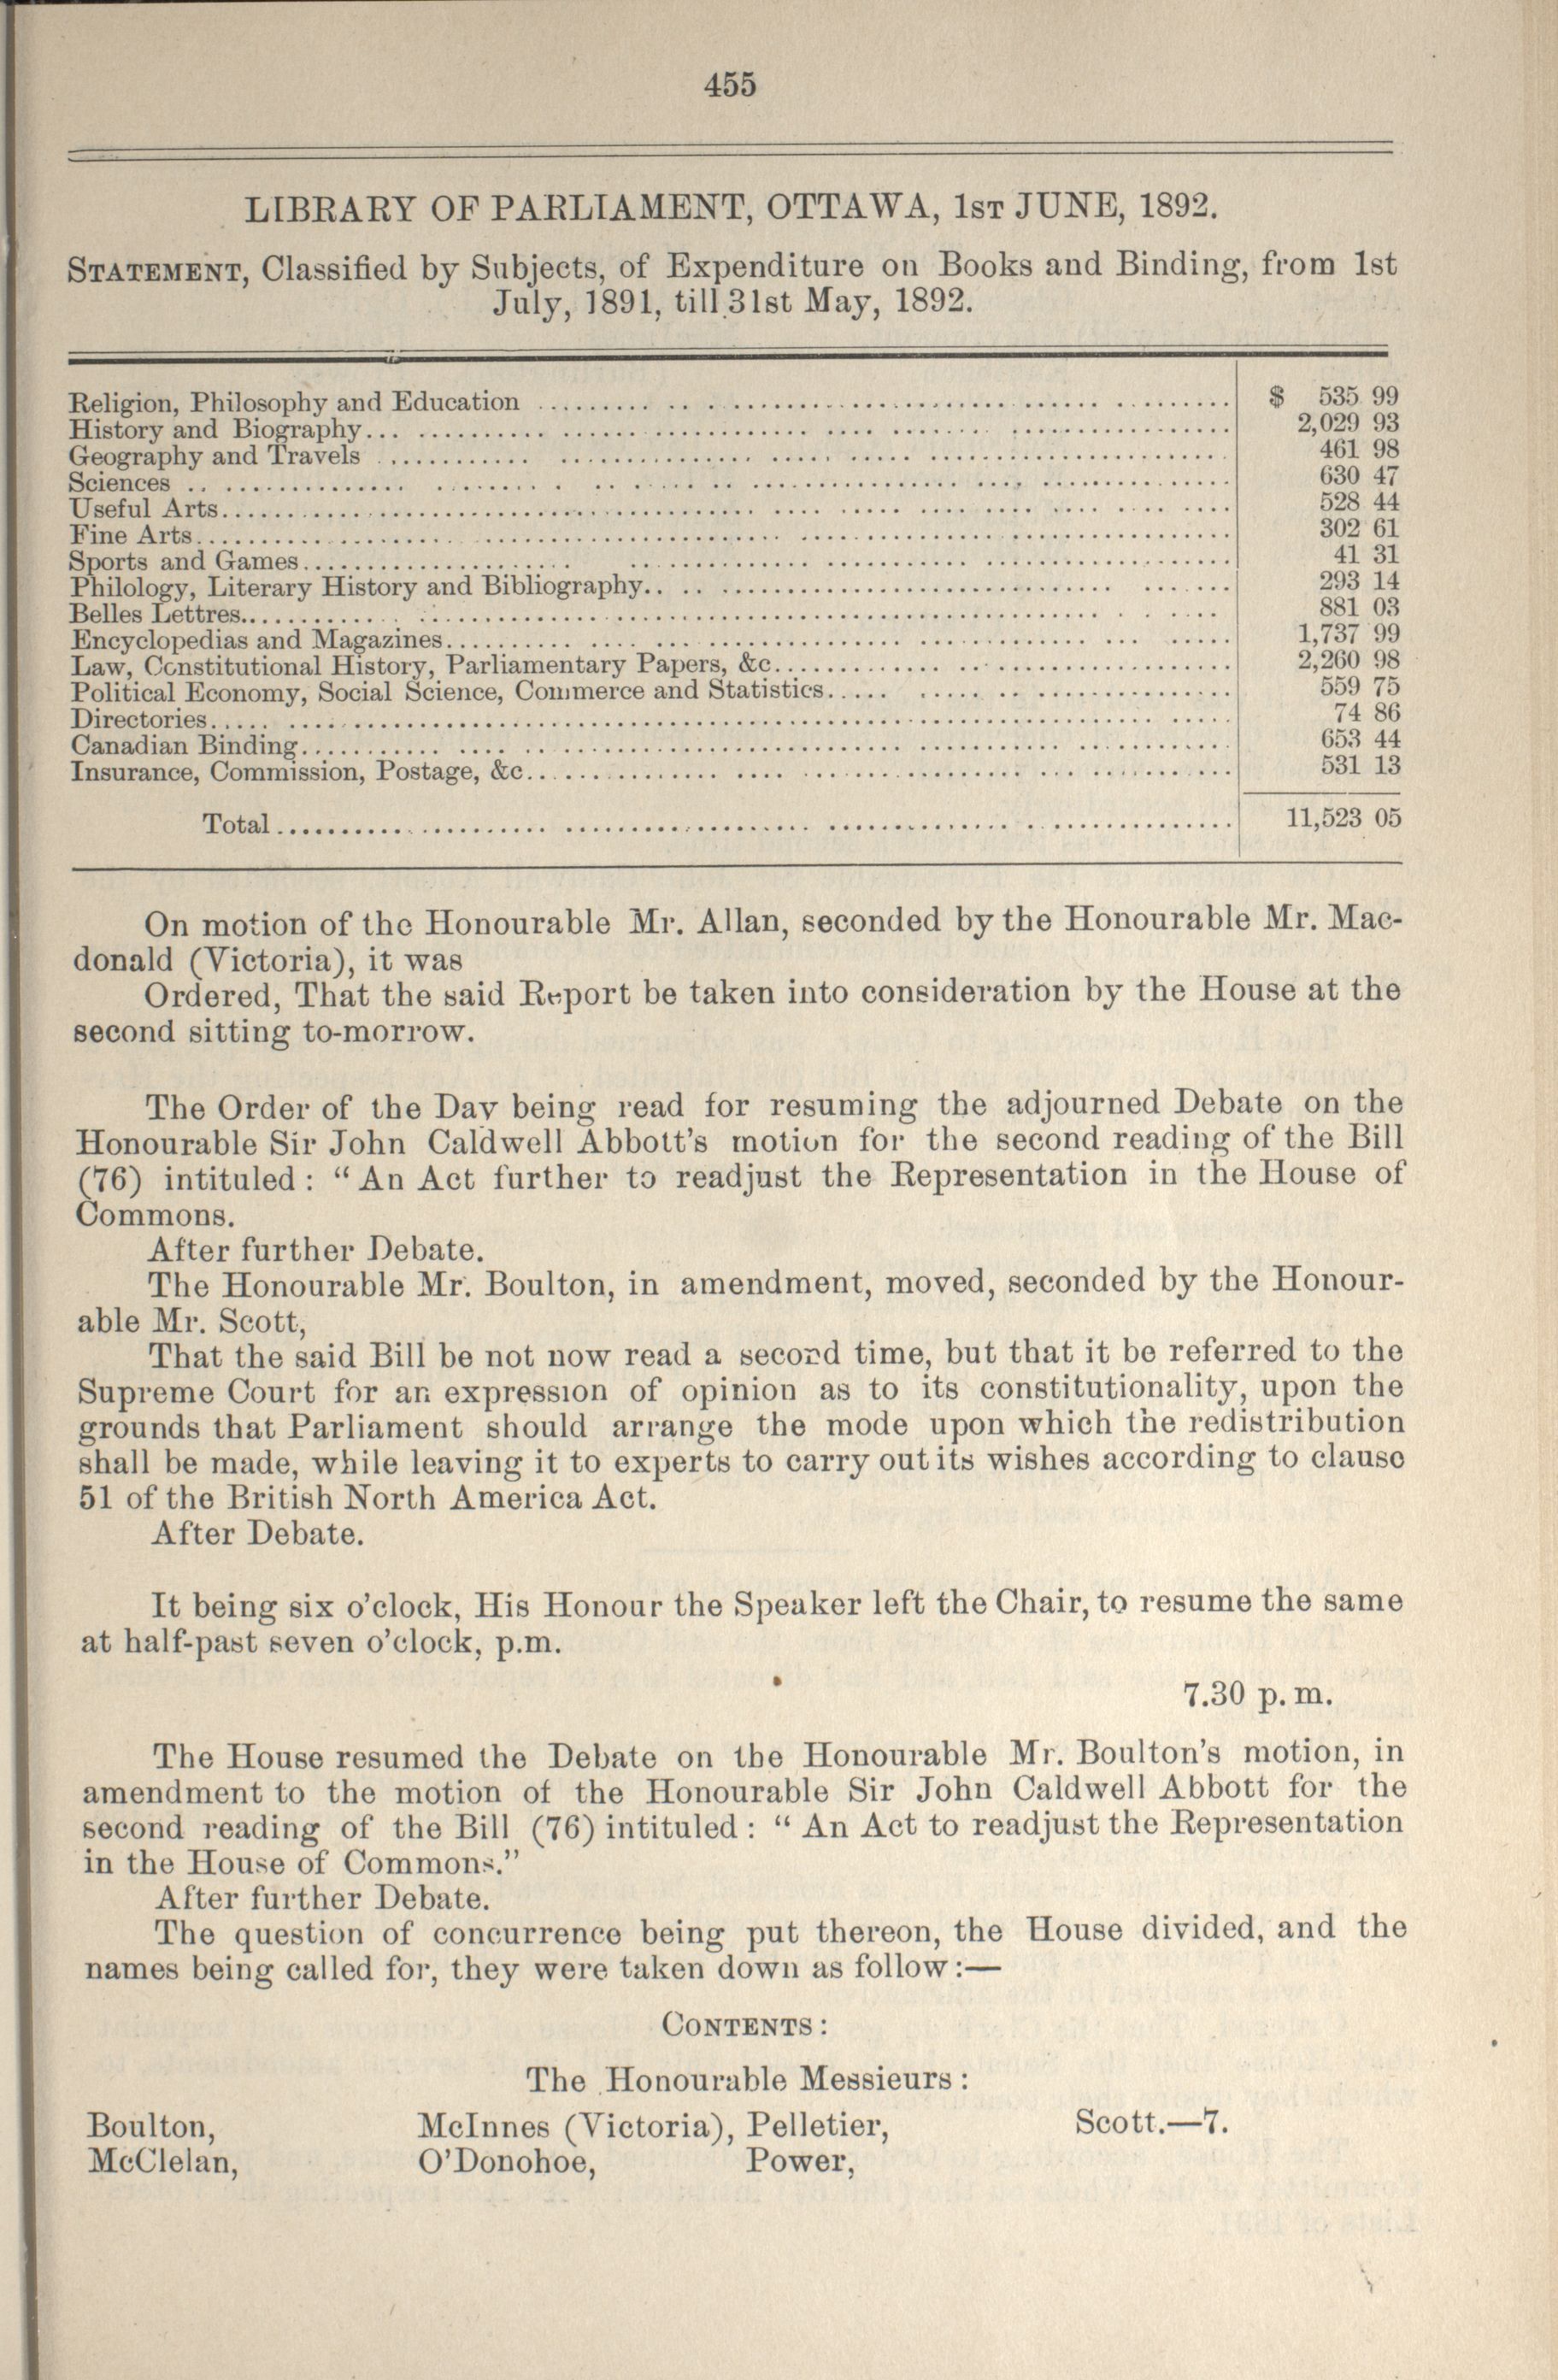 455
LIBRARY OF PARLIAMENT, OTTAWA, 1ST JUNE, 1892.
STATEMENT, Classified by Subjects, of Expenditure on Books and Binding, from 1st
July, 1891, till 31st May, 1892.
Religion, Philosophy and Education $ 535 99
History and Biography 2,029 93
Geography and Travels 461 98
Sciences 630 47
Useful Arts 528 44
Fine Arts 302 61
Sports and Games 41 31
Philology, Literary History and Bibliography 293 14
Belles Lettres 881 03
Encyclopedias and Magazines 1,737 99
Law, Constitutional History, Parliamentary Papers, &c. 2,260 98
Political Economy, Social Science, Commerce and Statistics 559 75
Directories 74 86
Canadian Binding 653 44
Insurance, Commission, Postage, &c. 531 13
Total 11,523 05
On motion of the Honourable Mr. Allan, seconded by the Honourable Mr. Mac-
donald (Victoria), it was
Ordered, That the said Report be taken into consideration by the House at the
second sitting to-morrow.
The Order of the Day being read for resuming the adjourned Debate on the
Honourable Sir John Caldwell Abbott's motion for the second reading of the Bill
(76) intituled : " An Act further to readjust the Representation in the House of
Commons.
After further Debate.
The Honourable Mr. Boulton, in amendment, moved, seconded by the Honour-
able Mr. Scott,
That the said Bill be not now read a second time, but that it be referred to the
Supreme Court for an expression of opinion as to its constitutionality, upon the
grounds that Parliament should arrange the mode upon which the redistribution
shall be made, while leaving it to experts to carry out its wishes according to clause
51 of the British North America Act.
After Debate.
It being six o'clock, His Honour the Speaker left the Chair, to resume the same
at half-past seven o'clock, p.m.
7.30 p. m.
The House resumed the Debate on the Honourable Mr. Boulton's motion, in
amendment to the motion of the Honourable Sir John Caldwell Abbott for the
second reading of the Bill (76) intituled : " An Act to readjust the Representation
in the House of Commons."
After further Debate.
The question of concurrence being put thereon, the House divided, and the
names being called for, they were taken down as follow :—
CONTENTS :
The Honourable Messieurs :
Boulton, McInnes (Victoria), Pelletier, Scott.—7.
McClelan, O'Donohoe, Power,